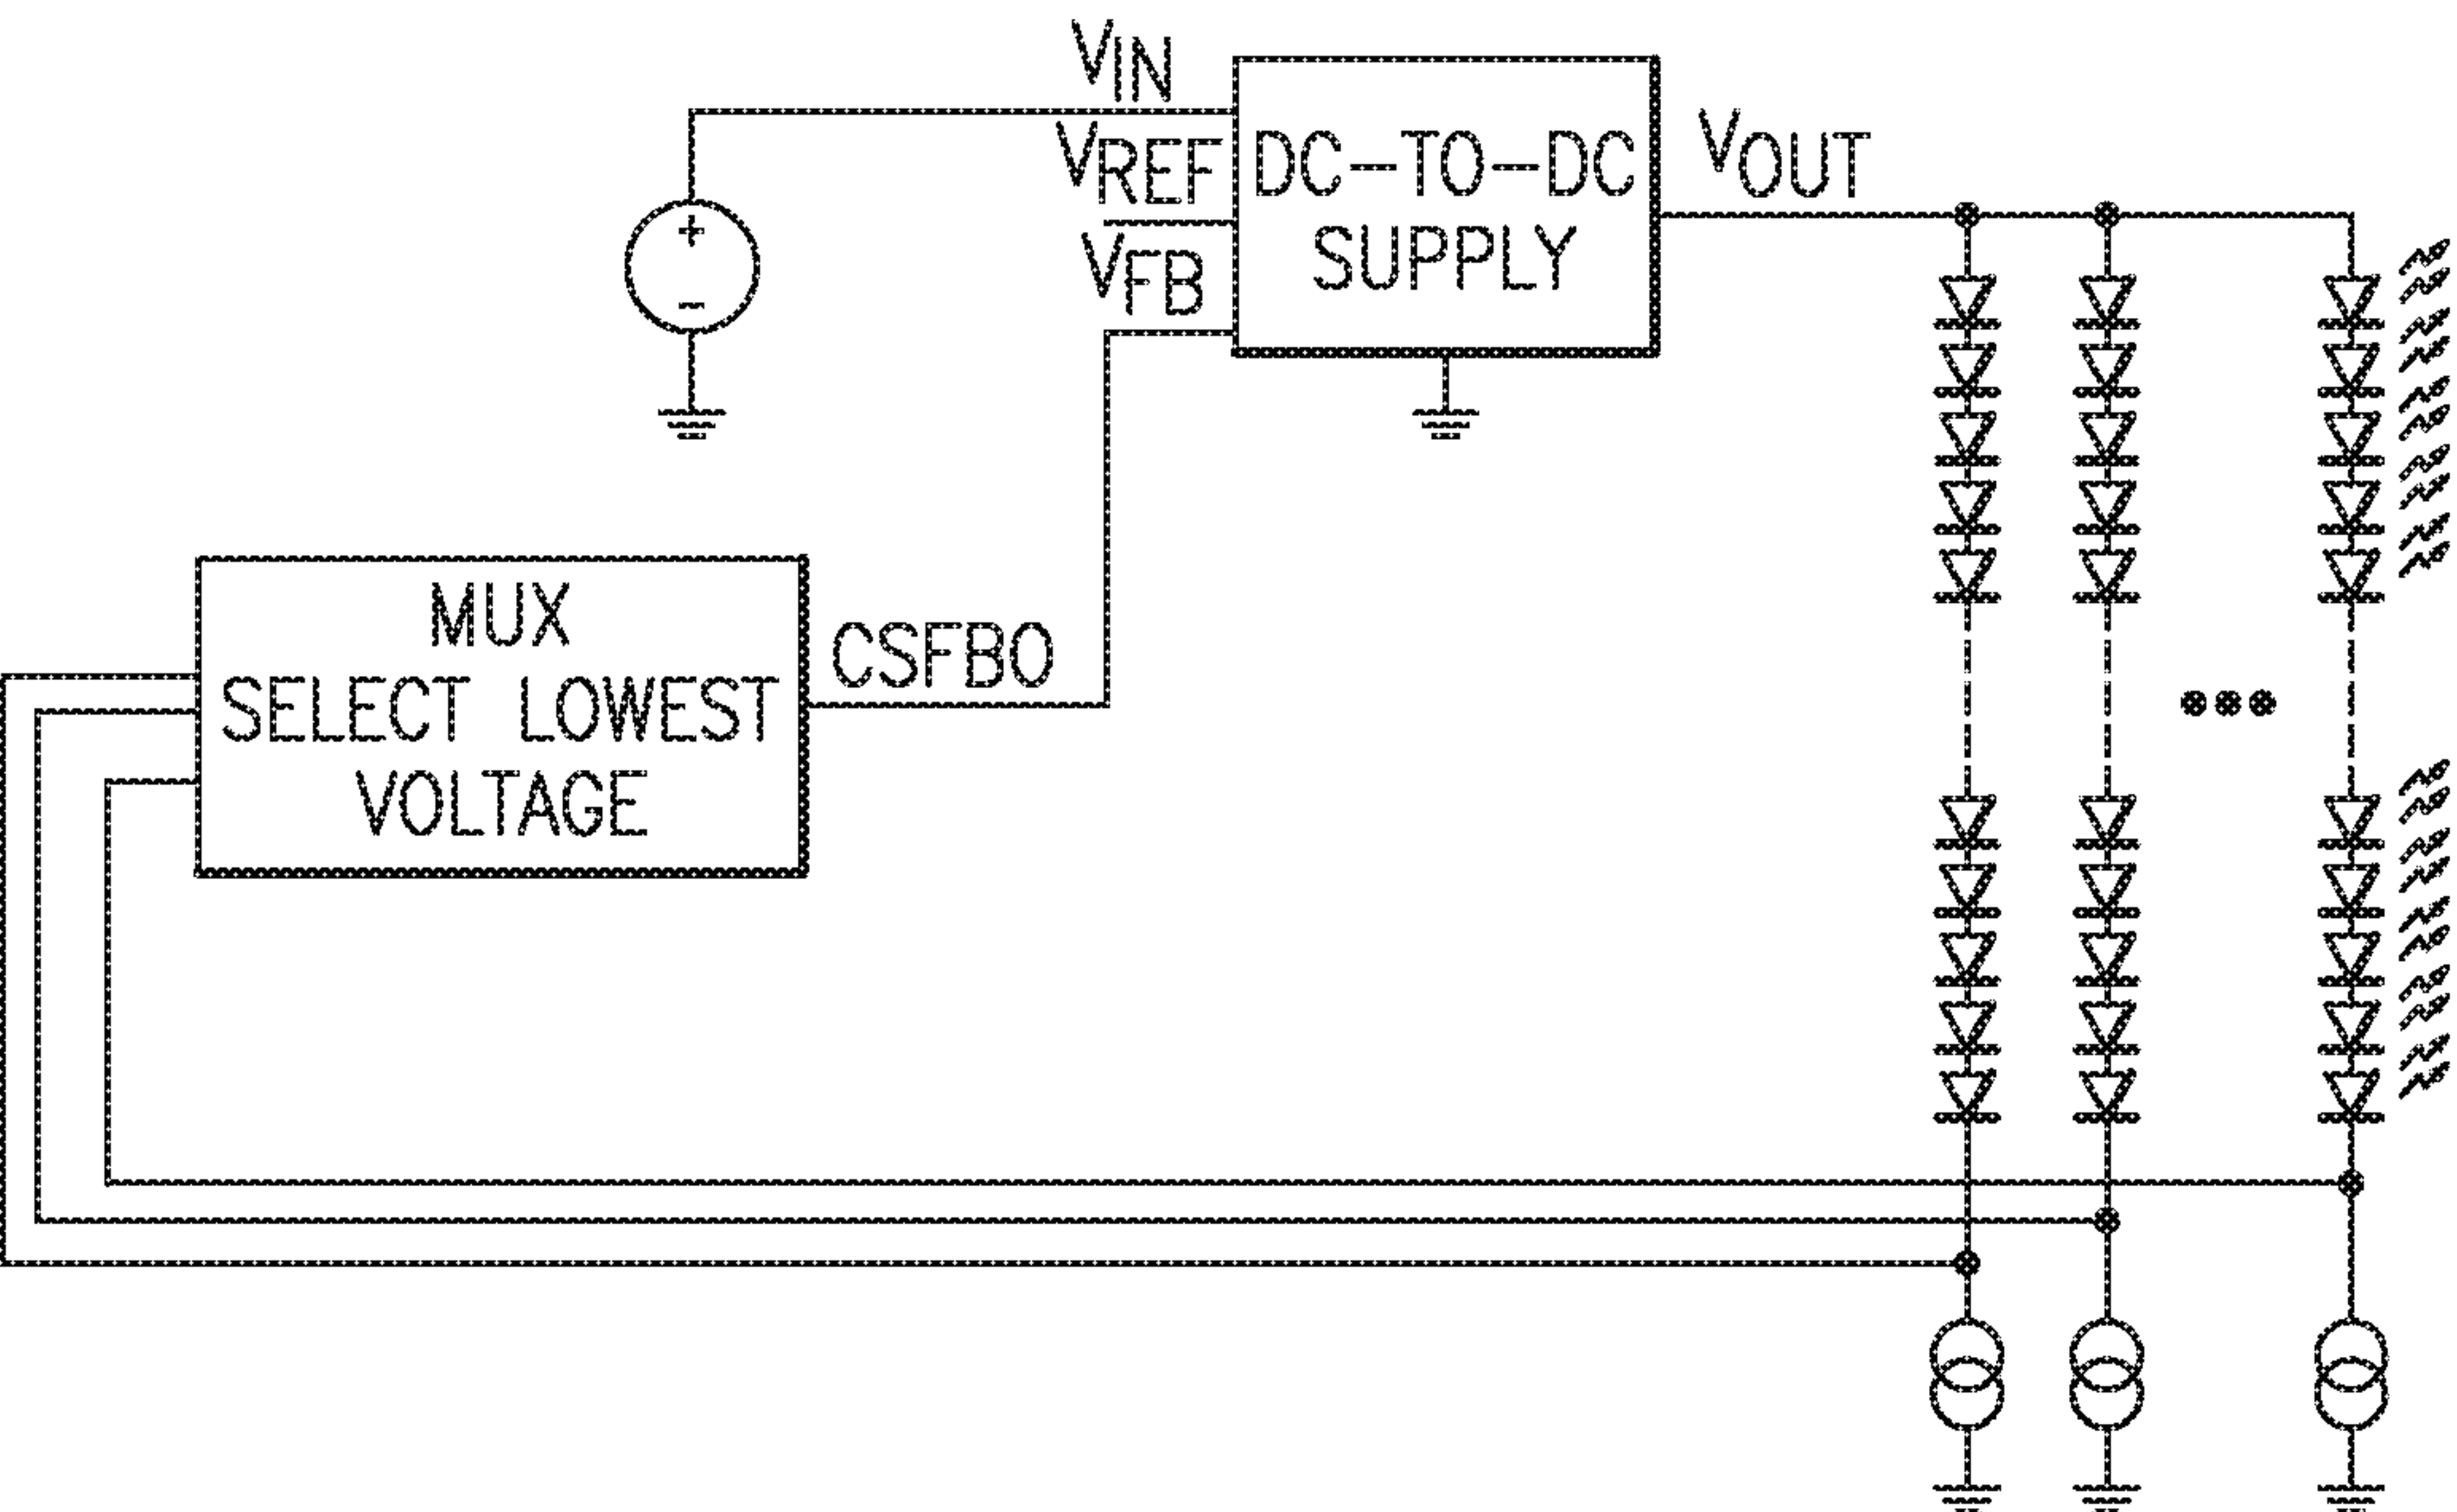 VIN
VREF
VFB
DC-TO-DC
SUPPLY
VOUT
+
-
MUX
SELECT LOWEST
VOLTAGE
CSFBO